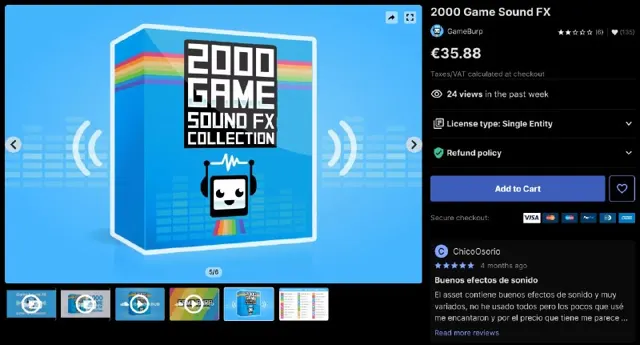 2000 Game Sound FX
GameBurp
(6)
(135)
€35.88
Taxes/VAT calculated at checkout
24 views in the past week
License type: Single Entity
Refund policy
Add to Cart
Secure checkout:
VISA
2000
GAME
SOUND FX
COLLECTION
5/6
ChicoOsorio
4 months ago
Buenos efectos de sonido
El asset contiene buenos efectos de sonido y muy
variados, no he usado todos pero los pocos que usé
me encantaron y por el precio que tiene me parece ...
Read more reviews